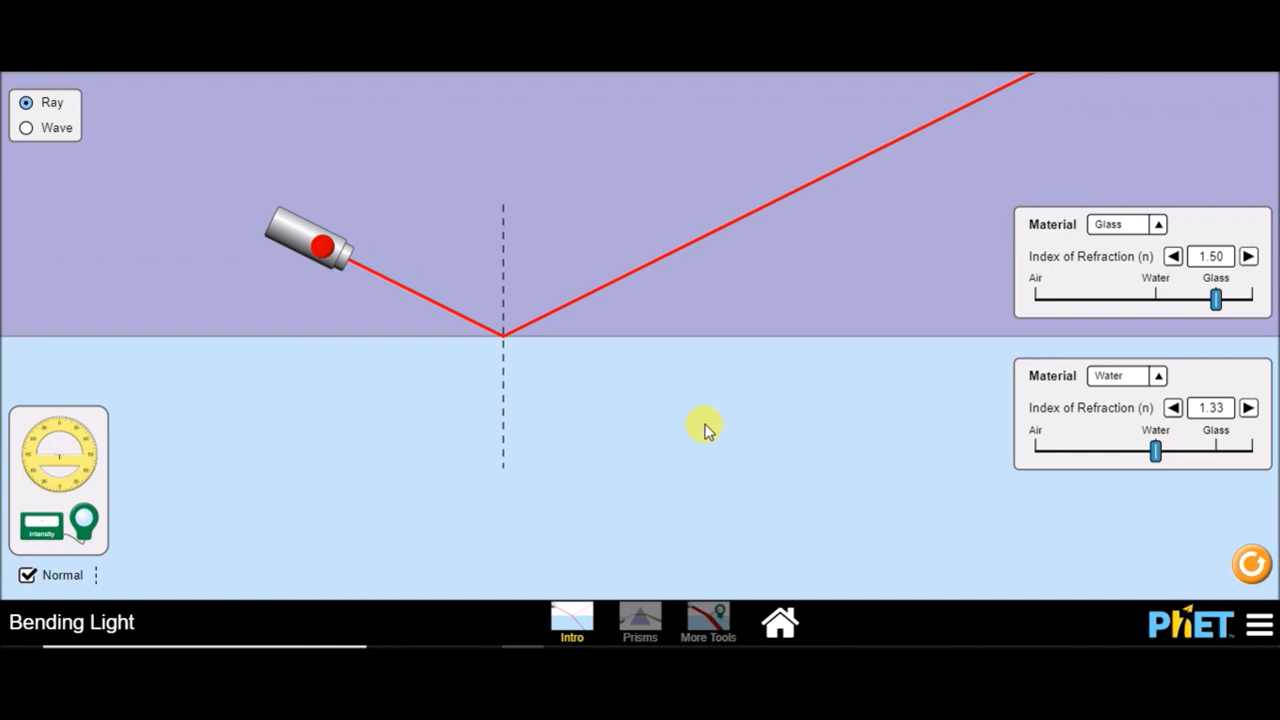 Ray
Wave
Material Glass
Index of Refraction (n) 1.50
Air Water Glass
Material Water
Index of Refraction (n) 1.33
Air Water Glass
Intensity
Normal
Bending Light
Intro
Prisms
More Tools
PhET